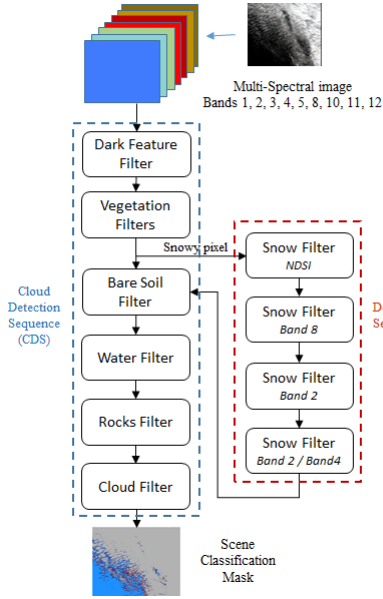 Multi-Spectral image
Bands 1, 2, 3, 4, 5, 8, 10, 11, 12
Dark Feature
Filter
Vegetation
Filters
Snowy pixel
Bare Soil
Filter
Water Filter
Rocks Filter
Cloud Filter
Cloud
Detection
Sequence
(CDS)
Snow Filter
NDSI
Snow Filter
Band 8
Snow Filter
Band 2
Snow Filter
Band 2 / Band4
Scene
Classification
Mask